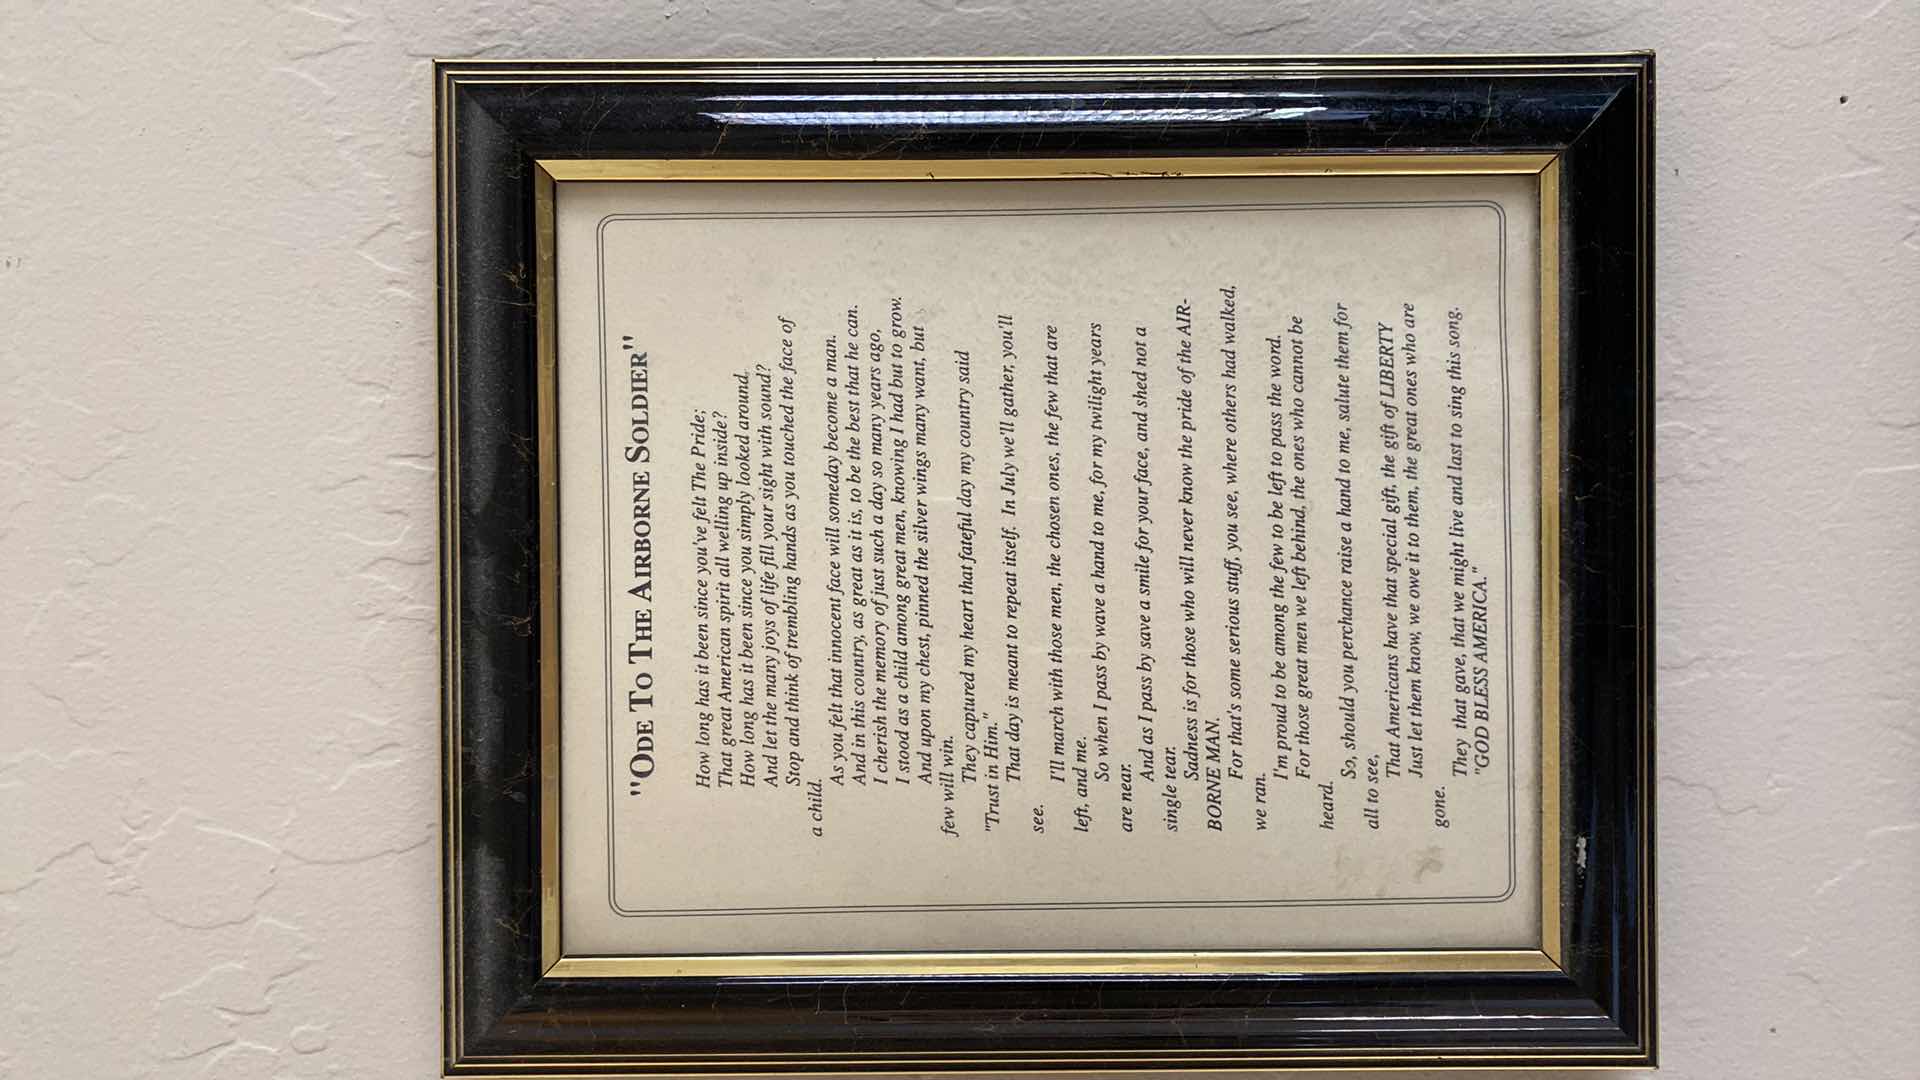 "ODE TO THE AIRBORNE SOLDIER"
How long has it been since you've felt The Pride;
That great American spirit all welling up inside?
How long has it been since you simply looked around,
And let the many joys of life fill your sight with sound?
Stop and think of trembling hands as you touched the face of
a child.
As you felt that innocent face will someday become a man.
And in this country, as great as it is, to be the best that he can.
I cherish the memory of just such a day so many years ago,
I stood as a child among great men, knowing I had but to grow.
And upon my chest, pinned the silver wings many want, but
few will win.
They captured my heart that fateful day my country said
"Trust in Him."
That day is meant to repeat itself. In July we'll gather, you'll
see.
I'll march with those men, the chosen ones, the few that are
left, and me.
So when I pass by wave a hand to me, for my twilight years
are near.
And as I pass by save a smile for your face, and shed not a
single tear.
Sadness is for those who will never know the pride of the AIR-
BORNE MAN.
For that's some serious stuff, you see, where others had walked,
we ran.
I'm proud to be among the few to be left to pass the word.
For those great men we left behind, the ones who cannot be
heard.
So, should you perchance raise a hand to me, salute them for
all to see,
That Americans have that special gift, the gift of LIBERTY
Just let them know, we owe it to them, the great ones who are
gone.
They that gave, that we might live and last to sing this song.
"GOD BLESS AMERICA."